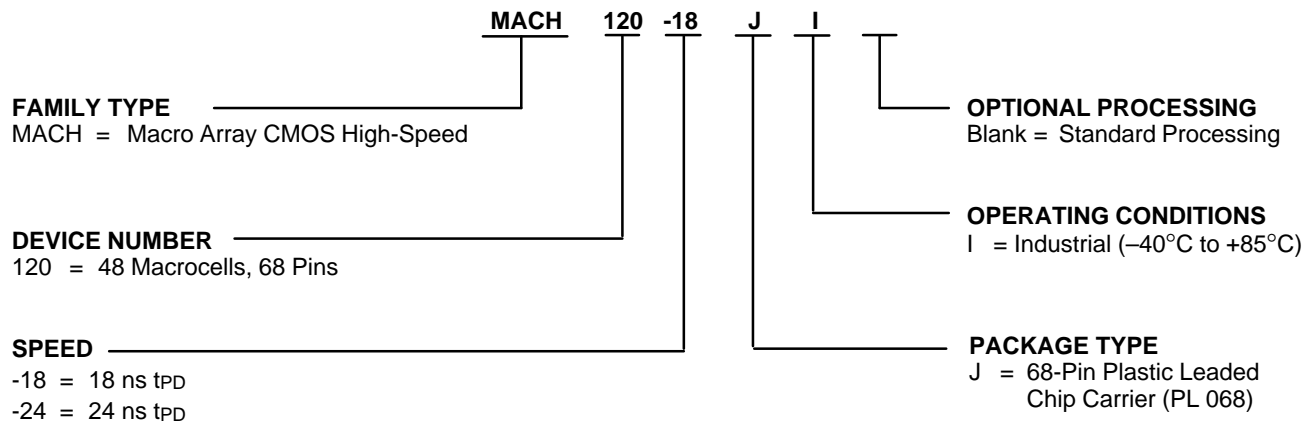 MACH 120 -18 J I
FAMILY TYPE
MACH = Macro Array CMOS High-Speed
DEVICE NUMBER
120 = 48 Macrocells, 68 Pins
SPEED
-18 = 18 ns tPD
-24 = 24 ns tPD
OPTIONAL PROCESSING
Blank = Standard Processing
OPERATING CONDITIONS
I = Industrial (–40°C to +85°C)
PACKAGE TYPE
J = 68-Pin Plastic Leaded
Chip Carrier (PL 068)